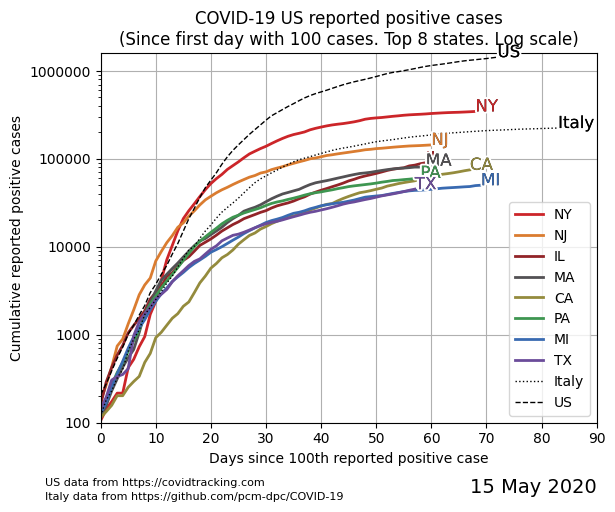 COVID-19 US reported positive cases
(Since first day with 100 cases. Top 8 states. Log scale)
US
1000000
NY
Italy
NJ
100000
MA
CA
PA
TX
MI
Cumulative reported positive cases
10000
1000
100
NY
NJ
IL
MA
CA
PA
MI
TX
Italy
US
0 10 20 30 40 50 60 70 80 90
Days since 100th reported positive case
US data from https://covidtracking.com
Italy data from https://github.com/pcm-dpc/COVID-19
15 May 2020